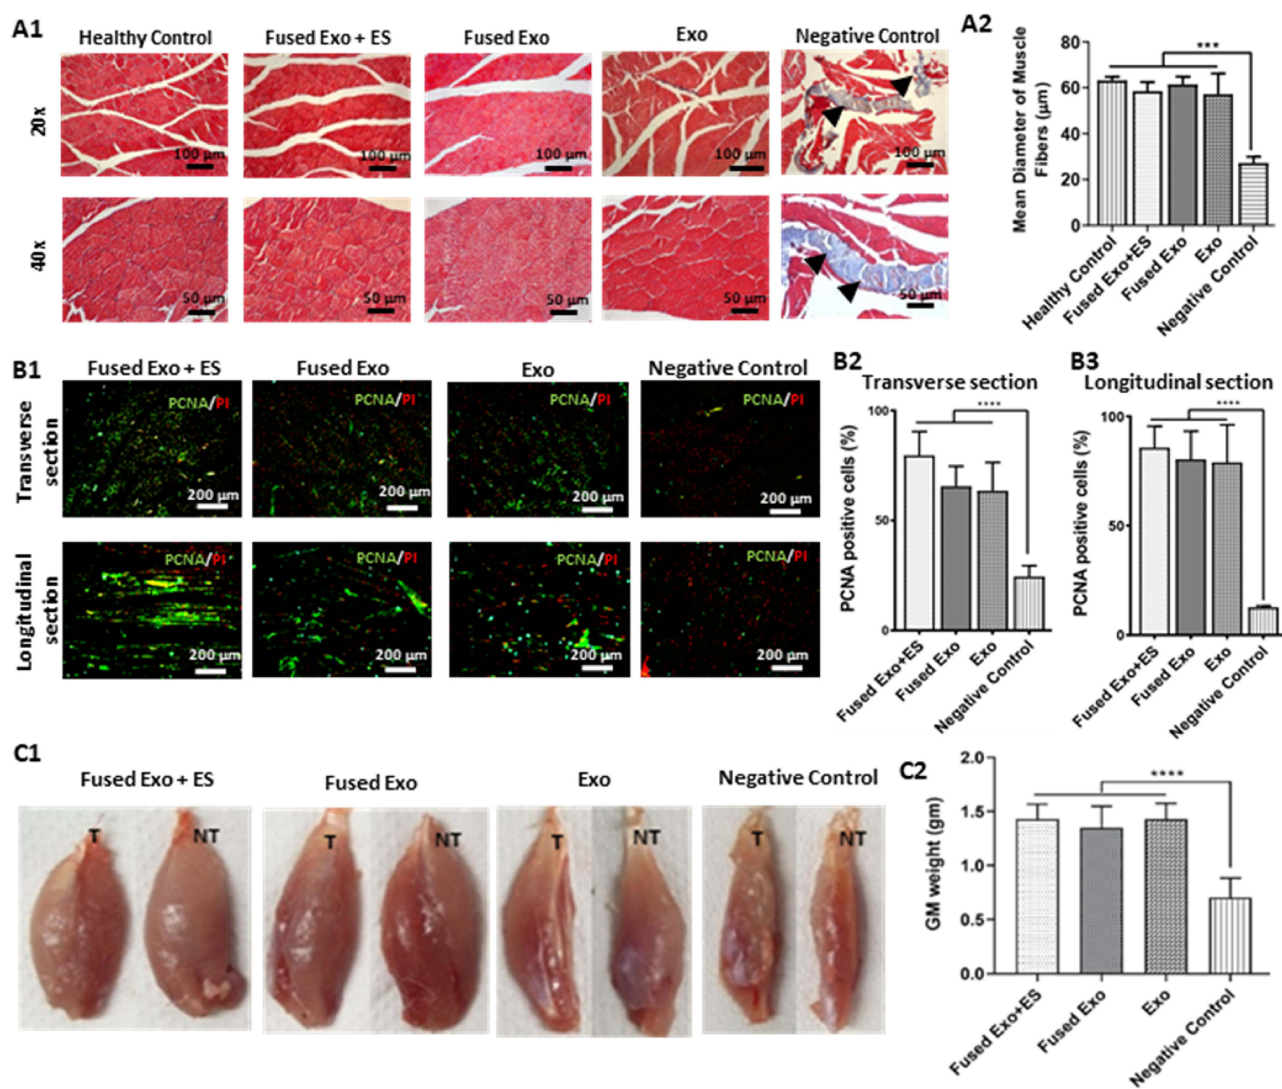 A1
Healthy Control
Fused Exo + ES
Fused Exo
Exo
Negative Control
20x
100 μm
100 μm
100 μm
100 μm
100 μm
40x
50 μm
50 μm
50 μm
50 μm
50 μm
A2
Mean Diameter of Muscle
Fibers (μm)
80
60
40
20
0
***
Healthy Control
Fused Exo+ES
Fused Exo
Exo
Negative Control
B1
Fused Exo + ES
Fused Exo
Exo
Negative Control
Transverse
section
PCNA/PI
200 μm
PCNA/PI
200 μm
PCNA/PI
200 μm
PCNA/PI
200 μm
Longitudinal
section
PCNA/PI
200 μm
PCNA/PI
200 μm
PCNA/PI
200 μm
PCNA/PI
200 μm
B2
Transverse section
PCNA positive cells (%)
100
50
0
****
Fused Exo+ES
Fused Exo
Exo
Negative Control
B3
Longitudinal section
PCNA positive cells (%)
100
50
0
****
Fused Exo+ES
Fused Exo
Exo
Negative Control
C1
Fused Exo + ES
Fused Exo
Exo
Negative Control
T
NT
T
NT
T
NT
T
NT
C2
GM weight (gm)
2.0
1.5
1.0
0.5
0.0
****
Fused Exo+ES
Fused Exo
Exo
Negative Control